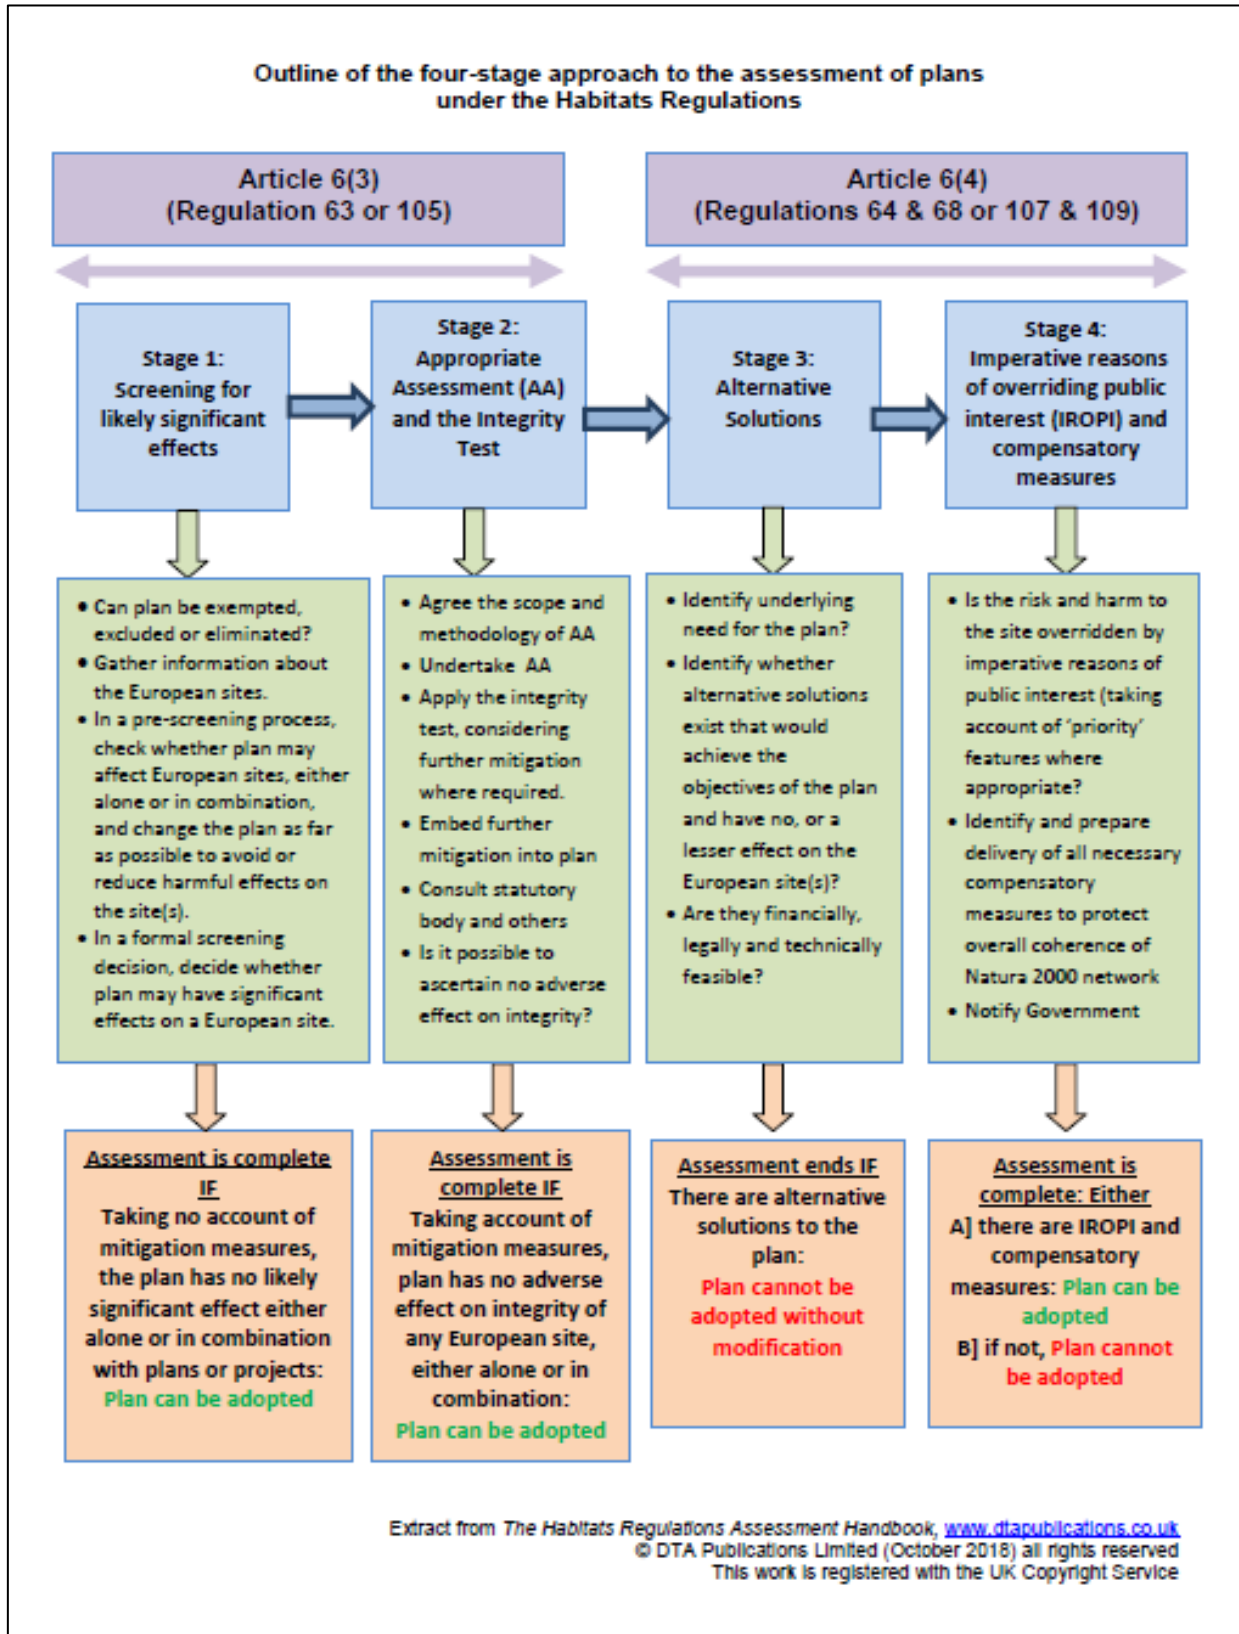 Outline of the four-stage approach to the assessment of plans
under the Habitats Regulations
Article 6(3)
(Regulation 63 or 105)
Article 6(4)
(Regulations 64 & 68 or 107 & 109)
Stage 1:
Screening for
likely significant
effects
Stage 2:
Appropriate
Assessment (AA)
and the Integrity
Test
Stage 3:
Alternative
Solutions
Stage 4:
Imperative reasons
of overriding public
interest (IROPI) and
compensatory
measures
• Can plan be exempted,
excluded or eliminated?
• Gather information about
the European sites.
• In a pre-screening process,
check whether plan may
affect European sites, either
alone or in combination,
and change the plan as far
as possible to avoid or
reduce harmful effects on
the site(s).
• In a formal screening
decision, decide whether
plan may have significant
effects on a European site.
• Agree the scope and
methodology of AA
• Undertake AA
• Apply the integrity
test, considering
further mitigation
where required.
• Embed further
mitigation into plan
• Consult statutory
body and others
• Is it possible to
ascertain no adverse
effect on integrity?
• Identify underlying
need for the plan?
• Identify whether
alternative solutions
exist that would
achieve the
objectives of the plan
and have no, or a
lesser effect on the
European site(s)?
• Are they financially,
legally and technically
feasible?
• Is the risk and harm to
the site overridden by
imperative reasons of
public interest (taking
account of ‘priority’
features where
appropriate?
• Identify and prepare
delivery of all necessary
compensatory
measures to protect
overall coherence of
Natura 2000 network
• Notify Government
Assessment is complete
IF
Taking no account of
mitigation measures,
the plan has no likely
significant effect either
alone or in combination
with plans or projects:
Plan can be adopted
Assessment is
complete IF
Taking account of
mitigation measures,
plan has no adverse
effect on integrity of
any European site,
either alone or in
combination:
Plan can be adopted
Assessment ends IF
There are alternative
solutions to the
plan:
Plan cannot be
adopted without
modification
Assessment is
complete: Either
A] there are IROPI and
compensatory
measures: Plan can be
adopted
B] if not, Plan cannot
be adopted
Extract from The Habitats Regulations Assessment Handbook, www.dtapublications.co.uk
© DTA Publications Limited (October 2018) all rights reserved
This work is registered with the UK Copyright Service